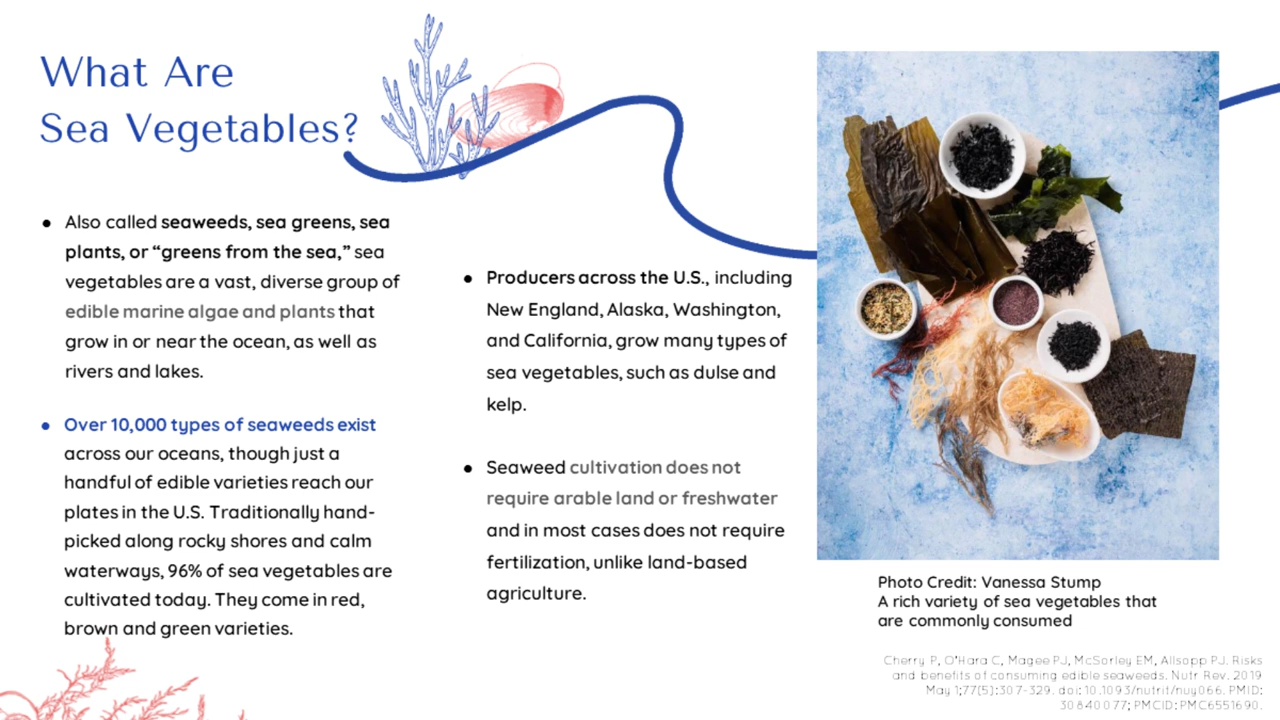 What Are
Sea Vegetables?
Also called seaweeds, sea greens, sea
plants, or “greens from the sea,” sea
vegetables are a vast, diverse group of
edible marine algae and plants that
grow in or near the ocean, as well as
rivers and lakes.
Over 10,000 types of seaweeds exist
across our oceans, though just a
handful of edible varieties reach our
plates in the U.S. Traditionally hand-
picked along rocky shores and calm
waterways, 96% of sea vegetables are
cultivated today. They come in red,
brown and green varieties.
Producers across the U.S., including
New England, Alaska, Washington,
and California, grow many types of
sea vegetables, such as dulse and
kelp.
Seaweed cultivation does not
require arable land or freshwater
and in most cases does not require
fertilization, unlike land-based
agriculture.
Photo Credit: Vanessa Stump
A rich variety of sea vegetables that
are commonly consumed
Cherry P, O'Hara C, Magee PJ, McSorley EM, Allsopp PJ. Risks
and benefits of consuming edible seaweeds. Nutr Rev. 2019
May 1;77(5):307-329. doi: 10.1093/nutrit/nuy066. PMID:
30840077; PMCID: PMC6551690.